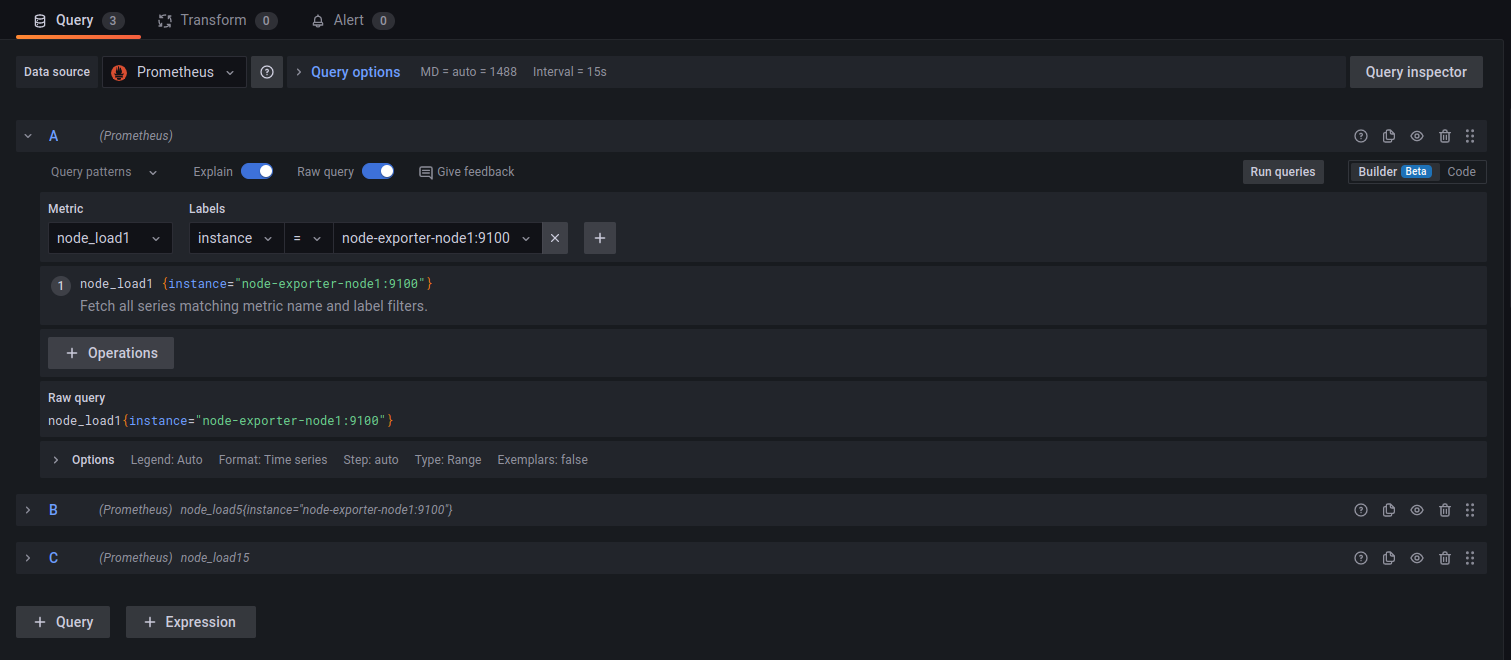 Query 3 Transform 0 Alert 0
Data source Prometheus Query options MD = auto = 1488 Interval = 15s Query inspector
A (Prometheus)
Query patterns Explain Raw query Give feedback Run queries Builder Beta Code
Metric Labels
node_load1 instance = node-exporter-node1:9100
1 node_load1 {instance="node-exporter-node1:9100"}
Fetch all series matching metric name and label filters.
+ Operations
Raw query
node_load1{instance="node-exporter-node1:9100"}
Options Legend: Auto Format: Time series Step: auto Type: Range Exemplars: false
B (Prometheus) node_load5{instance="node-exporter-node1:9100"}
C (Prometheus) node_load15
+ Query + Expression